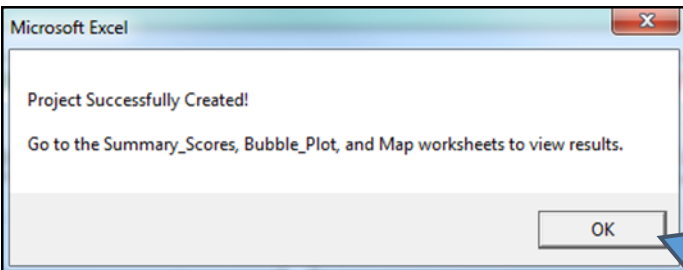 Microsoft Excel
Project Successfully Created!
Go to the Summary_Scores, Bubble_Plot, and Map worksheets to view results.
OK